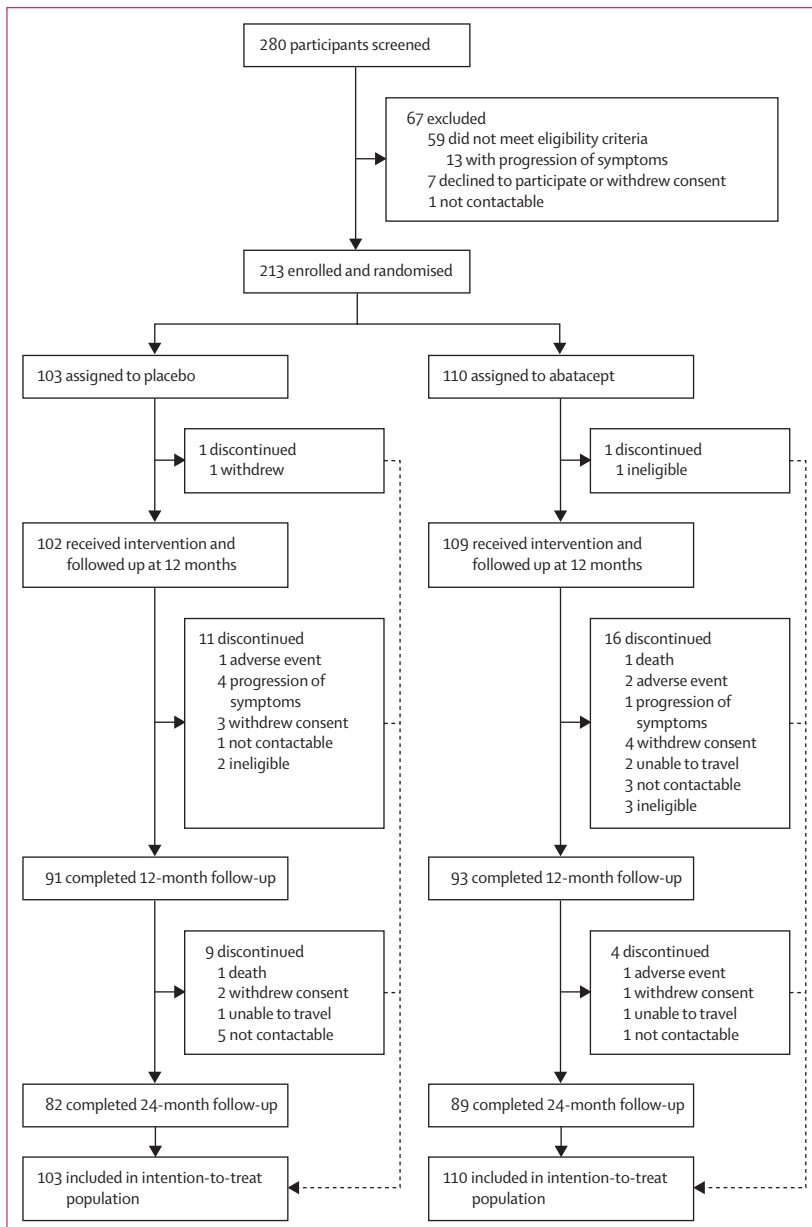 280 participants screened
67 excluded
59 did not meet eligibility criteria
13 with progression of symptoms
7 declined to participate or withdrew consent
1 not contactable
213 enrolled and randomised
103 assigned to placebo
110 assigned to abatacept
1 discontinued
1 withdrew
1 discontinued
1 ineligible
102 received intervention and
followed up at 12 months
109 received intervention and
followed up at 12 months
11 discontinued
1 adverse event
4 progression of
symptoms
3 withdrew consent
1 not contactable
2 ineligible
16 discontinued
1 death
2 adverse event
1 progression of
symptoms
4 withdrew consent
2 unable to travel
3 not contactable
3 ineligible
91 completed 12-month follow-up
93 completed 12-month follow-up
9 discontinued
1 death
2 withdrew consent
1 unable to travel
5 not contactable
4 discontinued
1 adverse event
1 withdrew consent
1 unable to travel
1 not contactable
82 completed 24-month follow-up
89 completed 24-month follow-up
103 included in intention-to-treat
population
110 included in intention-to-treat
population